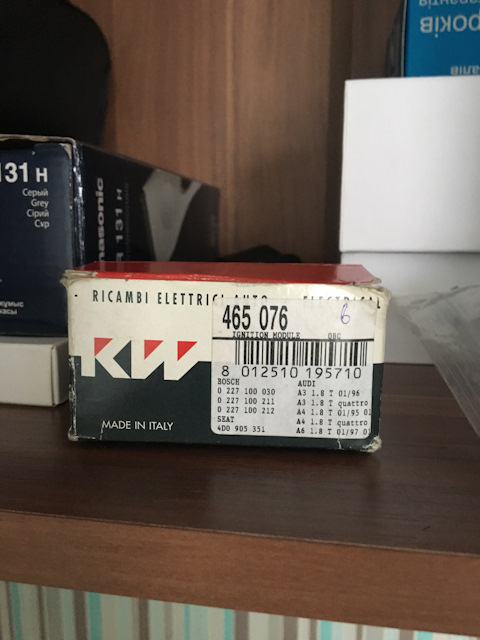 років
131 H
Серый
Grey
Сірий
Сұр
RICAMBI ELETTRICI AUTO
465 076
6
IGNITION MODULE
KW
8 012510 195710
BOSCH
0 227 100 030
0 227 100 211
0 227 100 212
SEAT
4D0 905 351
AUDI
A3 1.8 T 01/96
A3 1.8 T quattro
A4 1.8 T 01/95
A4 1.8 T quattro
A6 1.8 T 01/97
MADE IN ITALY